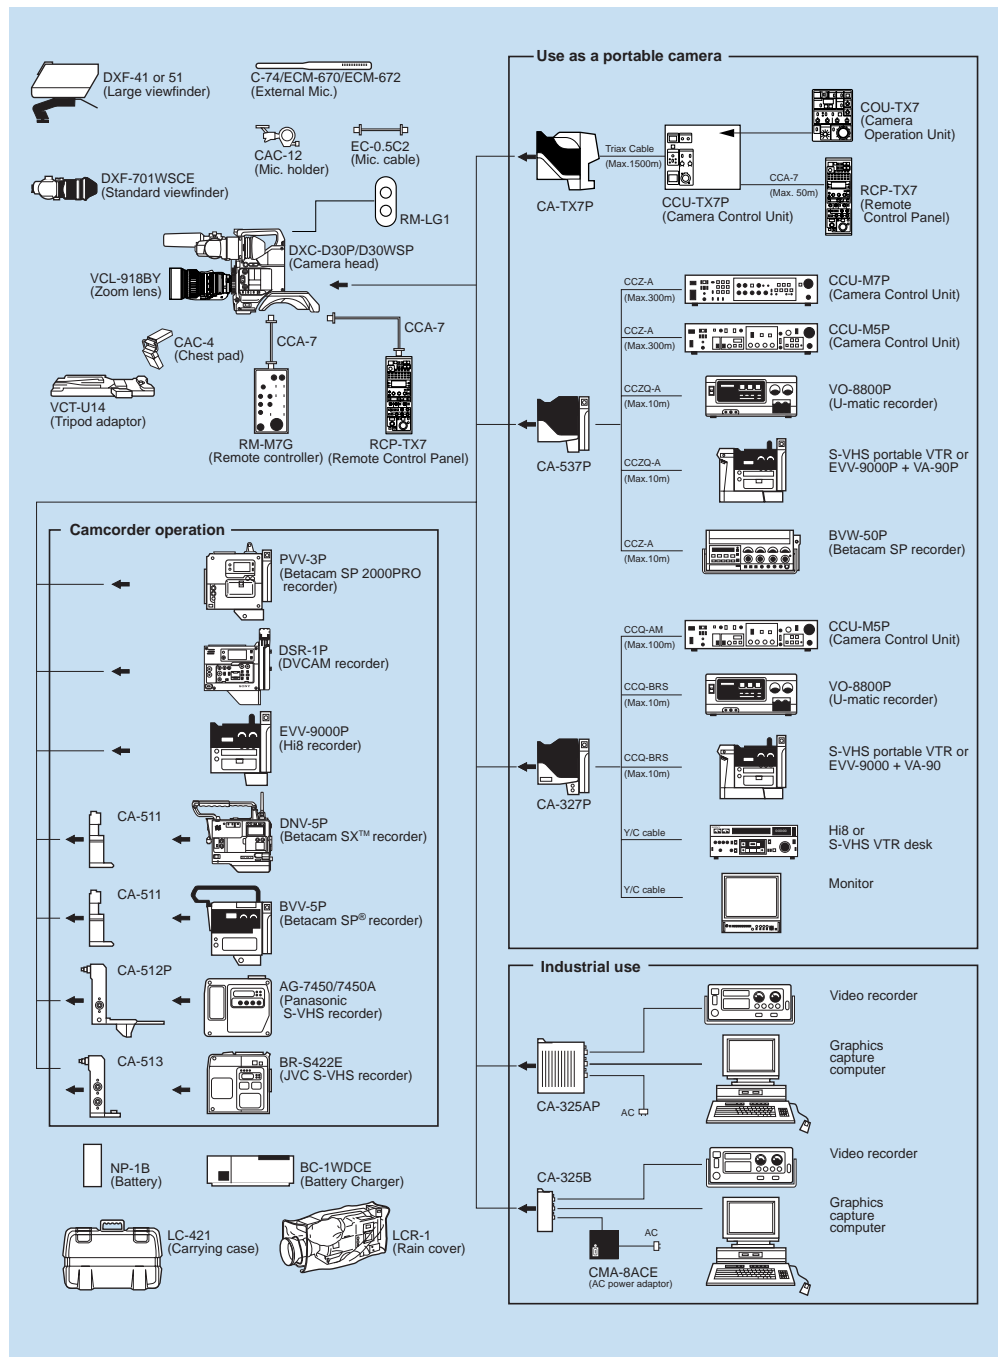 DXF-41 or 51
(Large viewfinder)
C-74/ECM-670/ECM-672
(External Mic.)
CAC-12
(Mic. holder)
EC-0.5C2
(Mic. cable)
DXF-701WSCE
(Standard viewfinder)
RM-LG1
DXC-D30P/D30WSP
(Camera head)
VCL-918BY
(Zoom lens)
CAC-4
(Chest pad)
CCA-7
CCA-7
VCT-U14
(Tripod adaptor)
RM-M7G
(Remote controller)
RCP-TX7
(Remote Control Panel)
Camcorder operation
PVV-3P
(Betacam SP 2000PRO
recorder)
DSR-1P
(DVCAM recorder)
SONY
EVV-9000P
(Hi8 recorder)
CA-511
DNV-5P
(Betacam SX™ recorder)
CA-511
BVV-5P
(Betacam SP® recorder)
CA-512P
AG-7450/7450A
(Panasonic
S-VHS recorder)
CA-513
BR-S422E
(JVC S-VHS recorder)
NP-1B
(Battery)
BC-1WDCE
(Battery Charger)
LC-421
(Carrying case)
LCR-1
(Rain cover)
Use as a portable camera
COU-TX7
(Camera
Operation Unit)
Triax Cable
(Max.1500m)
CA-TX7P
CCU-TX7P
(Camera Control Unit)
CCA-7
(Max. 50m)
RCP-TX7
(Remote
Control Panel)
CCZ-A
(Max.300m)
CCU-M7P
(Camera Control Unit)
CCZ-A
(Max.300m)
CCU-M5P
(Camera Control Unit)
CCZQ-A
(Max.10m)
VO-8800P
(U-matic recorder)
CA-537P
CCZQ-A
(Max.10m)
S-VHS portable VTR or
EVV-9000P + VA-90P
CCZ-A
(Max.10m)
BVW-50P
(Betacam SP recorder)
CCQ-AM
(Max.100m)
CCU-M5P
(Camera Control Unit)
CCQ-BRS
(Max.10m)
VO-8800P
(U-matic recorder)
CA-327P
CCQ-BRS
(Max.10m)
S-VHS portable VTR or
EVV-9000 + VA-90
Y/C cable
Hi8 or
S-VHS VTR desk
Y/C cable
Monitor
Industrial use
Video recorder
Graphics
capture
computer
CA-325AP
AC
CA-325B
Video recorder
Graphics
capture
computer
AC
CMA-8ACE
(AC power adaptor)